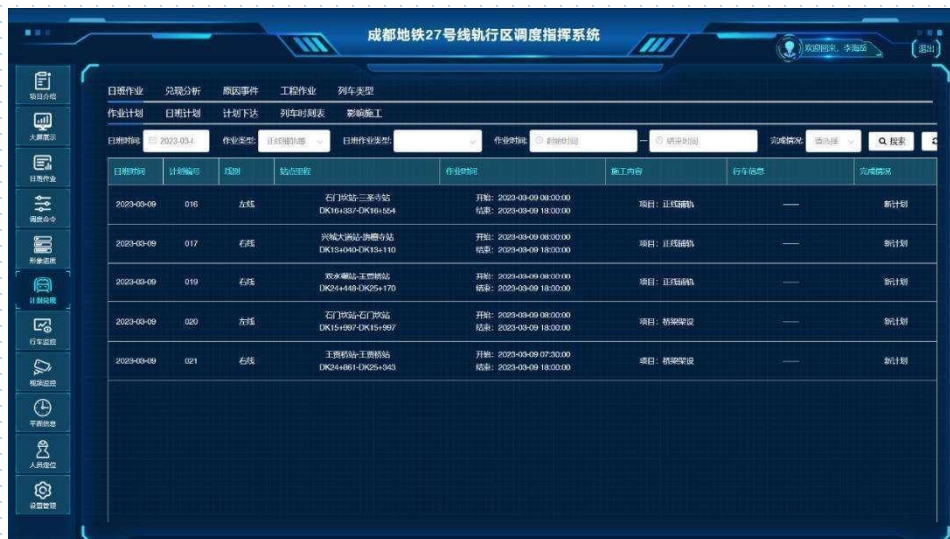 成都地铁27号线轨行区调度指挥系统
欢迎回来，李海岳
退出
项目介绍
大屏展示
日班作业
调度命令
形象进度
计划兑现
行车监控
视频监控
平面信息
人员定位
设置管理
日班作业 兑现分析 原因事件 工程作业 列车类型
作业计划 日班计划 计划下达 列车时刻表 影响施工
日班时间: 2023-03-( 作业类型: 日班作业类型: 作业时间: 开始时间 — 结束时间 完成情况: 请选择 搜索
日班时间 计划编号 线别 站点里程 作业时间 施工内容 行车信息 完成情况
2023-03-09 016 左线 石门坎站-三圣寺站 DK16+337-DK16+554 开始: 2023-03-09 08:00:00 结束: 2023-03-09 18:00:00 项目: 正线铺轨 —— 新计划
2023-03-09 017 右线 DK13+040-DK13+110 开始: 2023-03-09 08:00:00 结束: 2023-03-09 18:00:00 项目: 正线铺轨 —— 新计划
2023-03-09 019 右线 双水碾站-王贾桥站 DK24+448-DK25+170 开始: 2023-03-09 08:00:00 结束: 2023-03-09 18:00:00 项目: 正线铺轨 —— 新计划
2023-03-09 020 左线 石门坎站-石门坎站 DK15+997-DK15+997 开始: 2023-03-09 08:00:00 结束: 2023-03-09 18:00:00 项目: 桥梁架设 —— 新计划
2023-03-09 021 右线 王贾桥站-王贾桥站 DK24+861-DK25+343 开始: 2023-03-09 07:30:00 结束: 2023-03-09 18:00:00 项目: 桥梁架设 —— 新计划